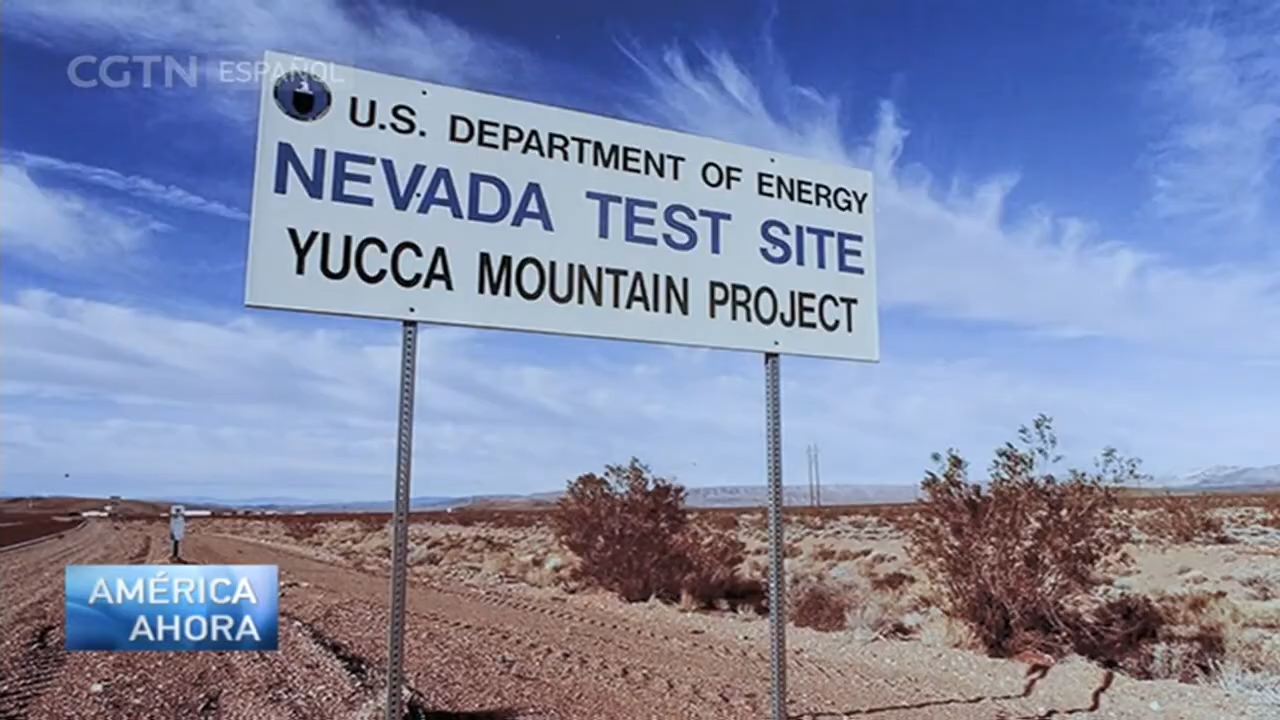 CGTN ESPAÑOL
U.S. DEPARTMENT OF ENERGY
NEVADA TEST SITE
YUCCA MOUNTAIN PROJECT
AMÉRICA
AHORA